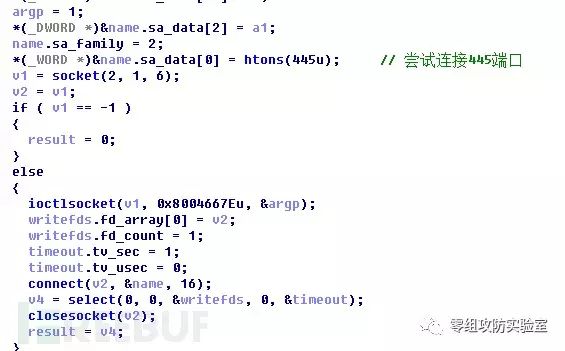 argp = 1;
*(_DWORD *)&name.sa_data[2] = a1;
name.sa_family = 2;
*(_WORD *)&name.sa_data[0] = htons(445u);     // 尝试连接445端口
v1 = socket(2, 1, 6);
v2 = v1;
if ( v1 == -1 )
{
  result = 0;
}
else
{
  ioctlsocket(v1, 0x8004667Eu, &argp);
  writefds.fd_array[0] = v2;
  writefds.fd_count = 1;
  timeout.tv_sec = 1;
  timeout.tv_usec = 0;
  connect(v2, &name, 16);
  v4 = select(0, 0, &writefds, 0, &timeout);
  closesocket(v2);
  result = v4;
}
零组攻防实验室